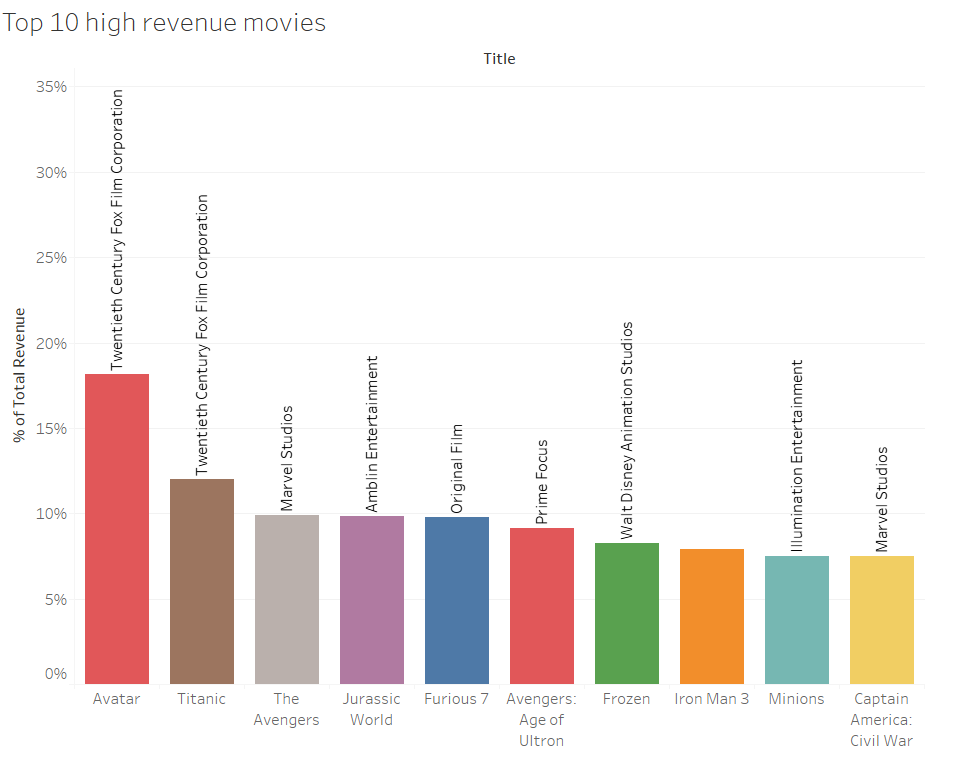 Top 10 high revenue movies
Title
% of Total Revenue
35%
30%
25%
20%
15%
10%
5%
0%
Twentieth Century Fox Film Corporation
Twentieth Century Fox Film Corporation
Marvel Studios
Amblin Entertainment
Original Film
Prime Focus
Walt Disney Animation Studios
Illumination Entertainment
Marvel Studios
Avatar
Titanic
The
Avengers
Jurassic
World
Furious 7
Avengers:
Age of
Ultron
Frozen
Iron Man 3
Minions
Captain
America:
Civil War